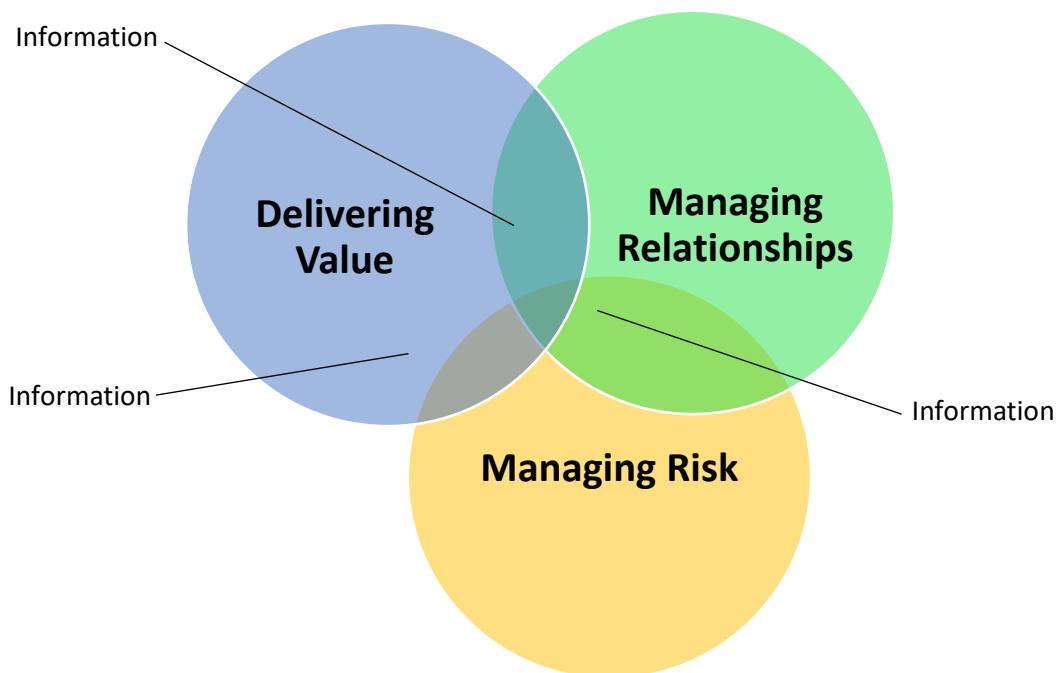 Information
Delivering
Value
Managing
Relationships
Information
Information
Managing Risk